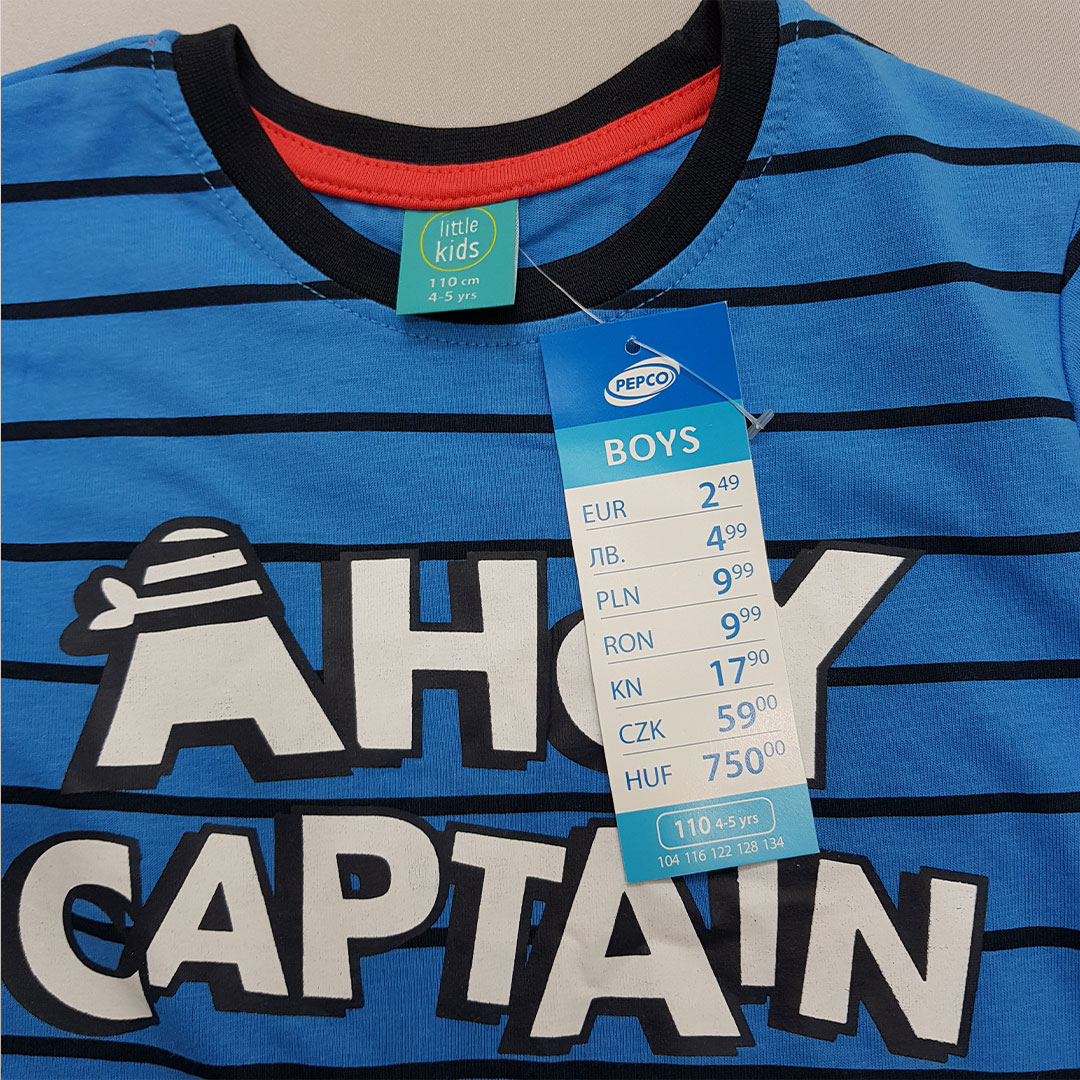 little
kids
110 cm
4-5 yrs
PEPCO
BOYS
EUR 2 49
ЛВ. 4 99
PLN 9 99
RON 9 99
KN 17 90
CZK 59 00
HUF 750 00
110 4-5 yrs
104 116 122 128 134
AHOY
CAPTAIN